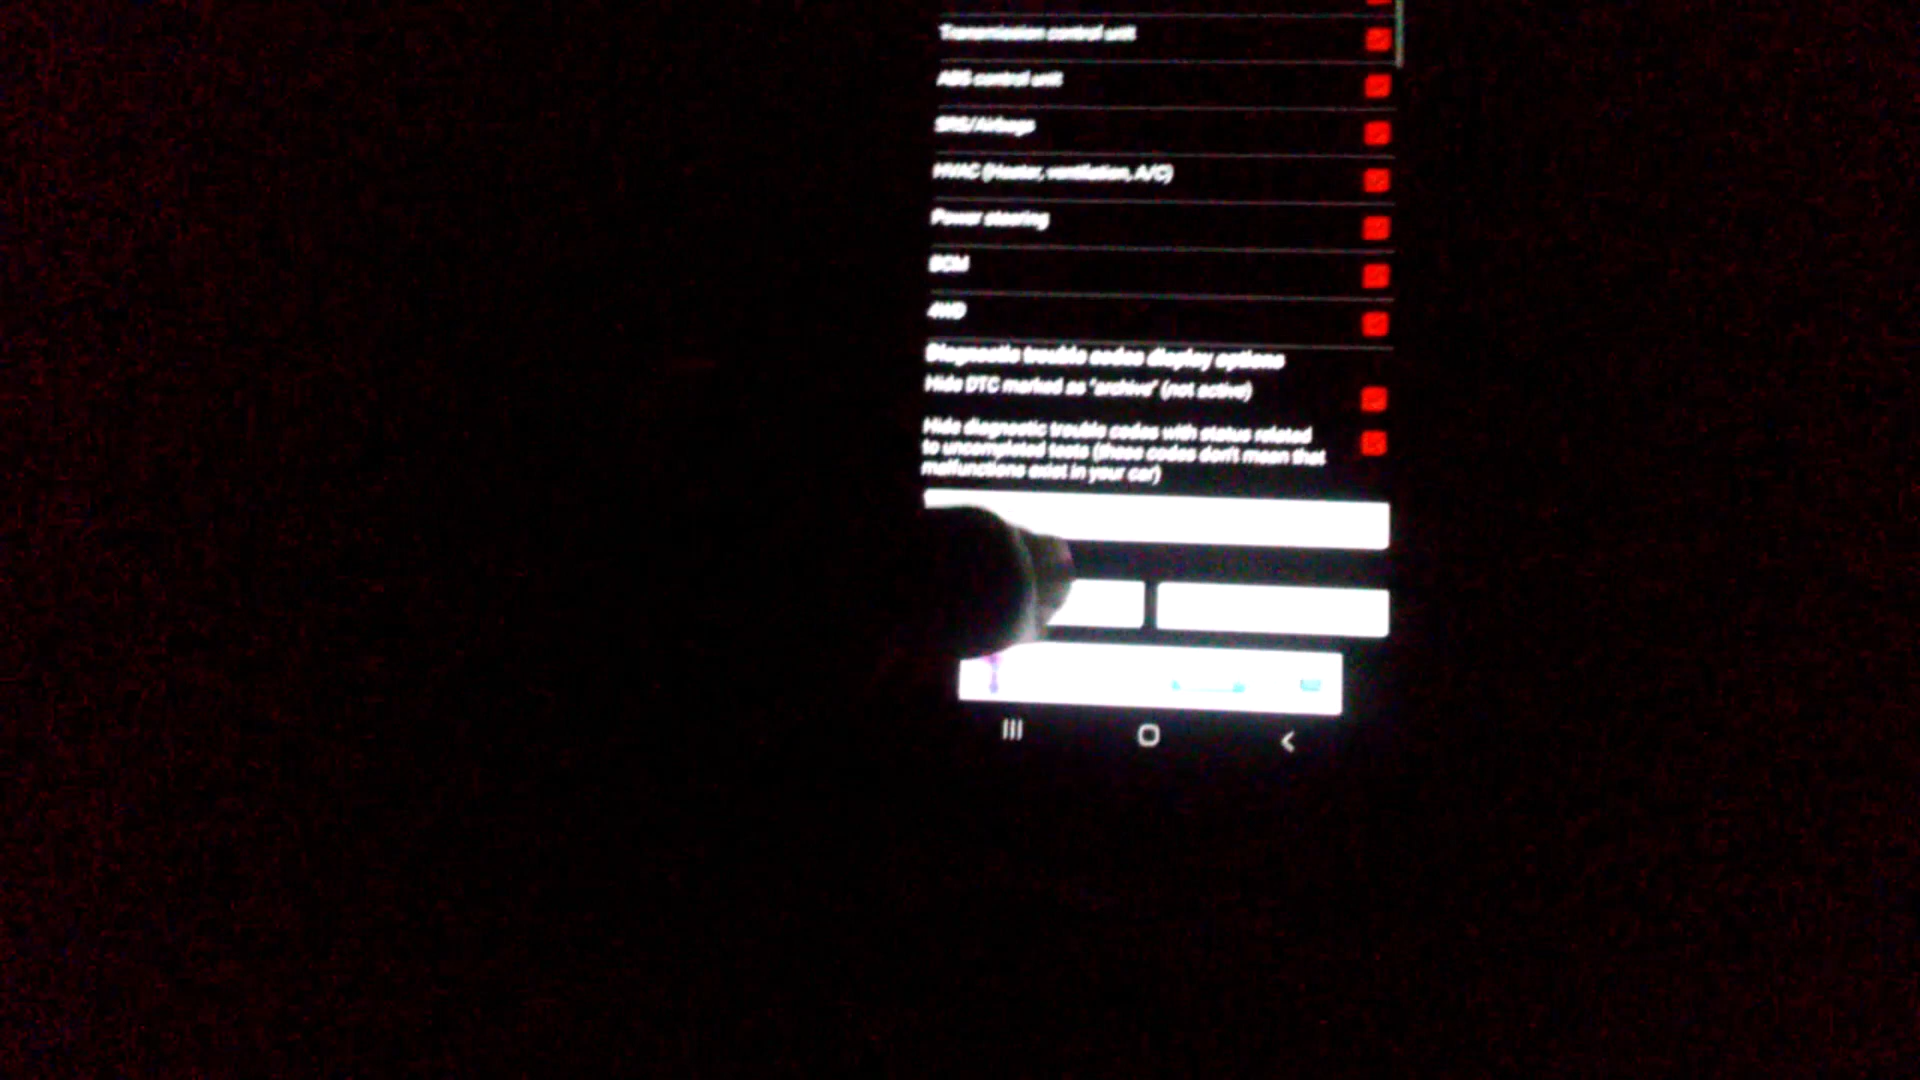 Transmission control unit
ABS control unit
SRS/Airbags
HVAC (Heater, ventilation, A/C)
Power steering
BCM
4WD
Diagnostic trouble codes display options
Hide DTC marked as "archive" (not active)
Hide diagnostic trouble codes with status related
to uncompleted tests (these codes don't mean that
malfunctions exist in your car)